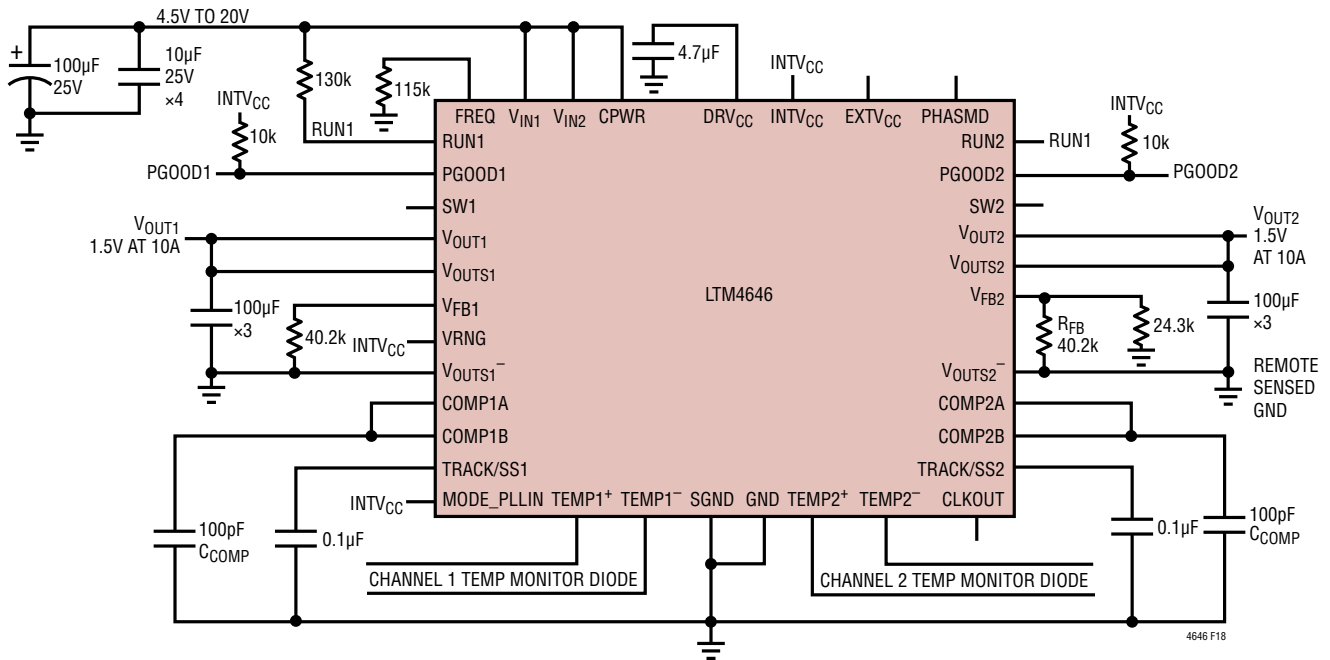 4.5V TO 20V
+
100µF
25V
10µF
25V
×4
INTVCC
10k
130k
115k
RUN1
4.7µF
INTVCC
INTVCC
10k
FREQ VIN1 VIN2 CPWR DRVCC INTVCC EXTVCC PHASMD
RUN1
PGOOD1
PGOOD1
SW1
VOUT1
1.5V AT 10A
VOUT1
VOUTS1
100µF
×3
VFB1
40.2k
INTVCC
VRNG
VOUTS1⁻
COMP1A
COMP1B
TRACK/SS1
INTVCC
MODE_PLLIN TEMP1⁺ TEMP1⁻ SGND GND TEMP2⁺ TEMP2⁻ CLKOUT
LTM4646
RUN2
RUN1
PGOOD2
PGOOD2
SW2
VOUT2
VOUT2
1.5V
AT 10A
VOUTS2
VFB2
RFB
40.2k
24.3k
100µF
×3
VOUTS2⁻
REMOTE
SENSED
GND
COMP2A
COMP2B
TRACK/SS2
100pF
CCOMP
0.1µF
CHANNEL 1 TEMP MONITOR DIODE
CHANNEL 2 TEMP MONITOR DIODE
0.1µF
100pF
CCOMP
4646 F18